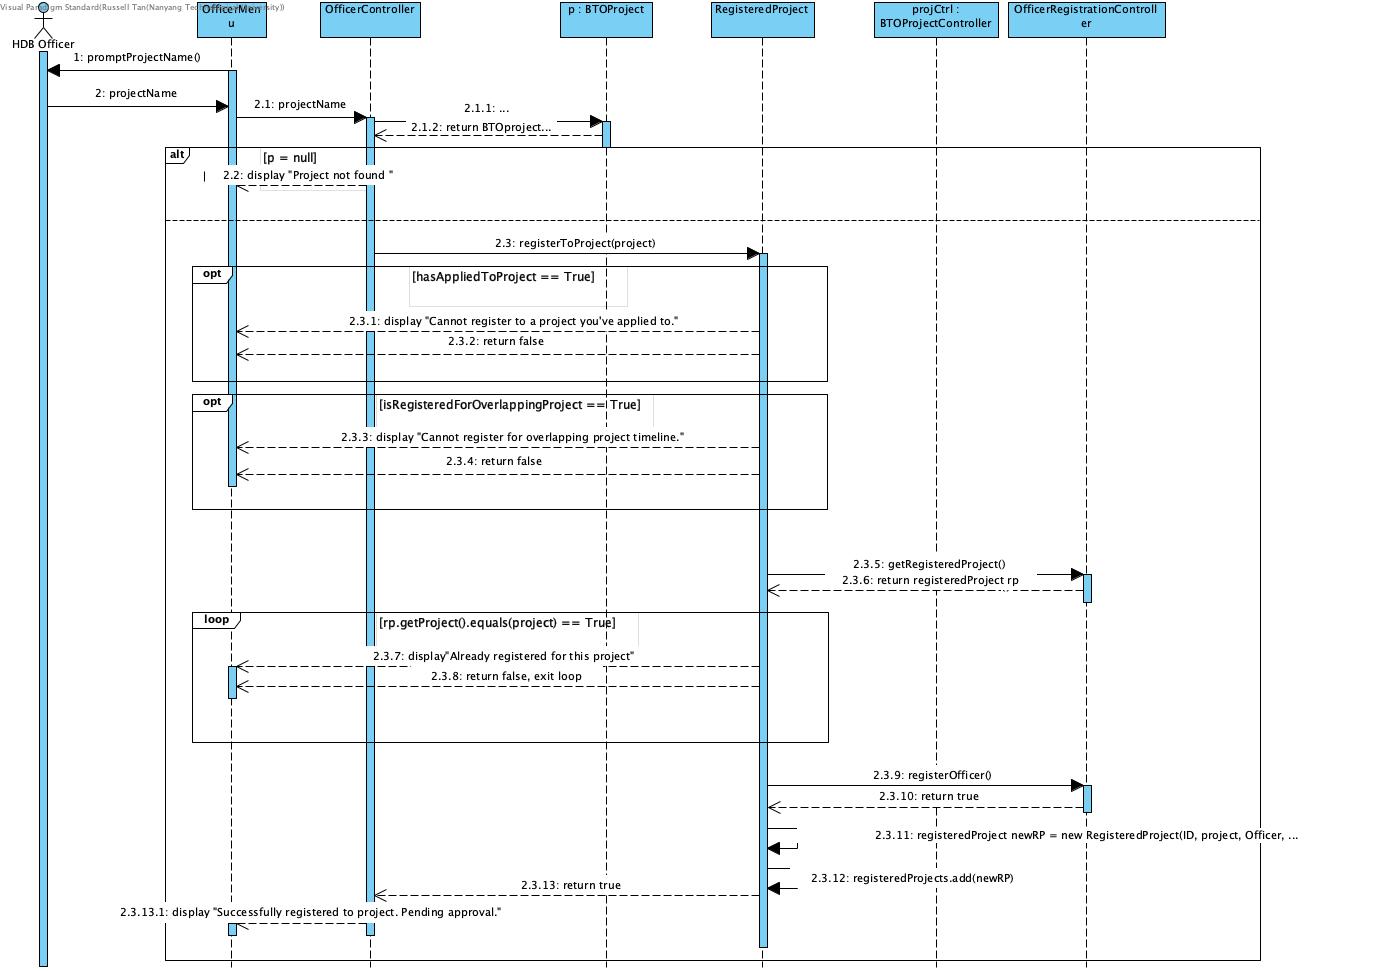 Visual Paradigm Standard(Russell Tan(Nanyang Technological University))
HDB Officer
OfficerMen
u
OfficerController
p : BTOProject
RegisteredProject
projCtrl :
BTOProjectController
OfficerRegistrationControll
er
1: promptProjectName()
2: projectName
2.1: projectName
2.1.1: ...
2.1.2: return BTOproject...
alt
[p = null]
2.2: display "Project not found "
2.3: registerToProject(project)
opt
[hasAppliedToProject == True]
2.3.1: display "Cannot register to a project you've applied to."
2.3.2: return false
opt
[isRegisteredForOverlappingProject == True]
2.3.3: display "Cannot register for overlapping project timeline."
2.3.4: return false
2.3.5: getRegisteredProject()
2.3.6: return registeredProject rp
loop
[rp.getProject().equals(project) == True]
2.3.7: display"Already registered for this project"
2.3.8: return false, exit loop
2.3.9: registerOfficer()
2.3.10: return true
2.3.11: registeredProject newRP = new RegisteredProject(ID, project, Officer, ...
2.3.12: registeredProjects.add(newRP)
2.3.13: return true
2.3.13.1: display "Successfully registered to project. Pending approval."